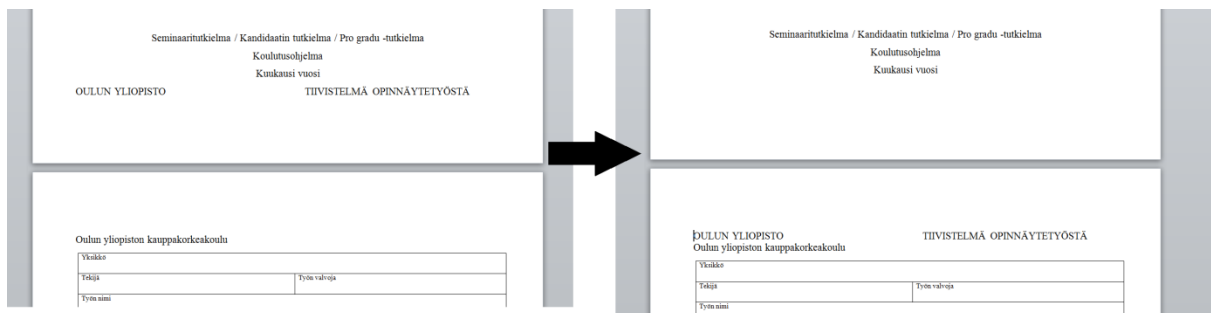 Seminaaritutkielma / Kandidaatin tutkielma / Pro gradu -tutkielma
Koulutusohjelma
Kuukausi vuosi
OULUN YLIOPISTO TIIVISTELMÄ OPINNÄYTETYÖSTÄ
Oulun yliopiston kauppakorkeakoulu
Yksikkö
Tekijä Työn valvoja
Työn nimi
Seminaaritutkielma / Kandidaatin tutkielma / Pro gradu -tutkielma
Koulutusohjelma
Kuukausi vuosi
OULUN YLIOPISTO TIIVISTELMÄ OPINNÄYTETYÖSTÄ
Oulun yliopiston kauppakorkeakoulu
Yksikkö
Tekijä Työn valvoja
Työn nimi